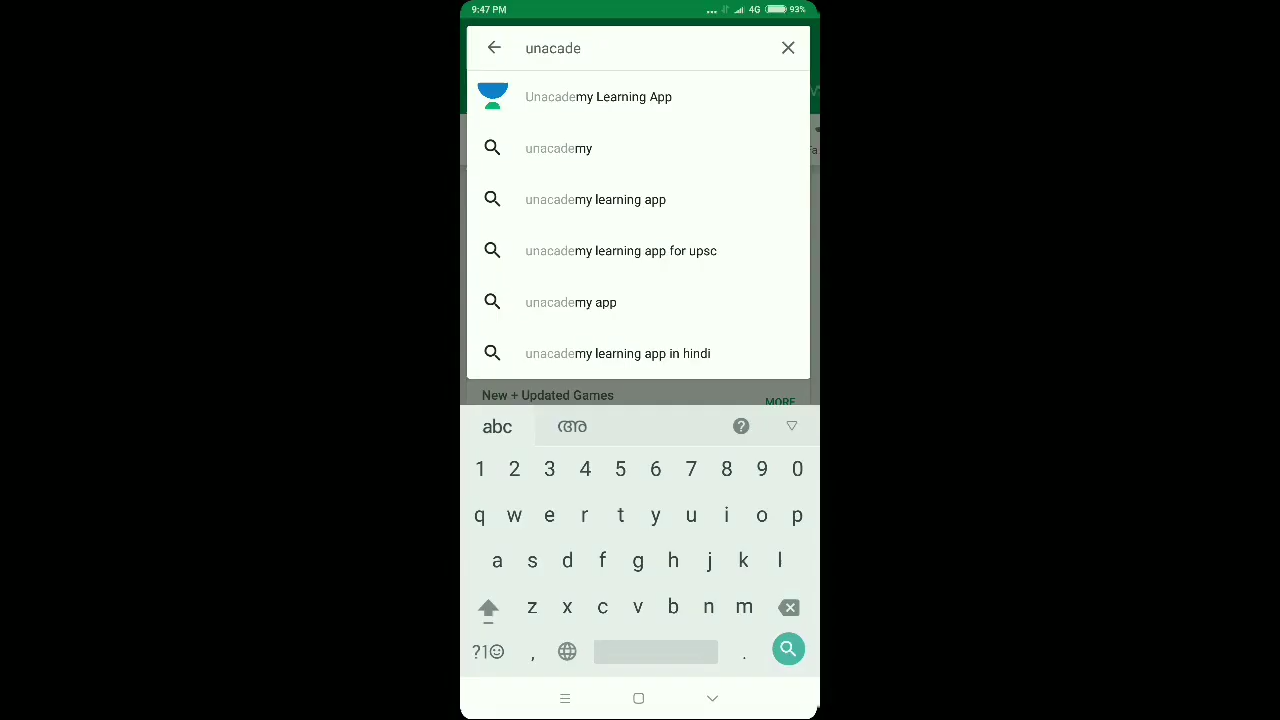 9:47 PM
4G 93%
unacade
Unacademy Learning App
unacademy
unacademy learning app
unacademy learning app for upsc
unacademy app
unacademy learning app in hindi
New + Updated Games
MORE
abc
അ
1 2 3 4 5 6 7 8 9 0
q w e r t y u i o p
a s d f g h j k l
z x c v b n m
?1☺ , .